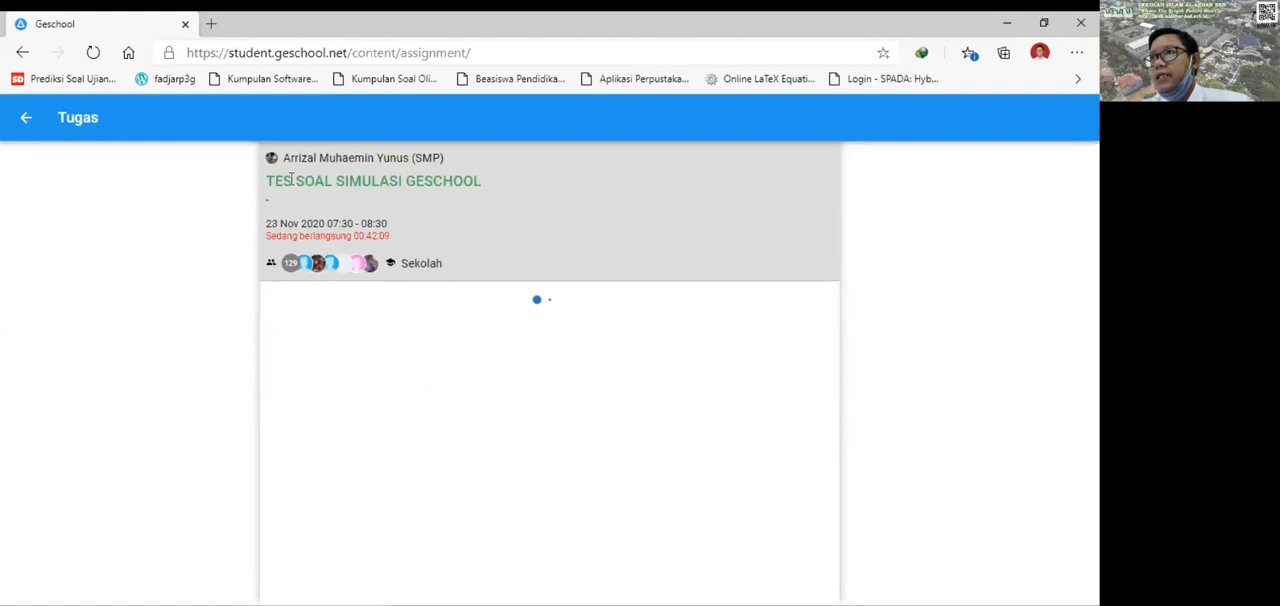 Geschool
https://student.geschool.net/content/assignment/
Prediksi Soal Ujian...
fadjarp3g
Kumpulan Software...
Kumpulan Soal Oli...
Beasiswa Pendidika...
Aplikasi Perpustaka...
Online LaTeX Equati...
Login - SPADA: Hyb...
Tugas
Arrizal Muhaemin Yunus (SMP)
TES SOAL SIMULASI GESCHOOL
-
23 Nov 2020 07:30 - 08:30
Sedang berlangsung 00:42:09
129
Sekolah